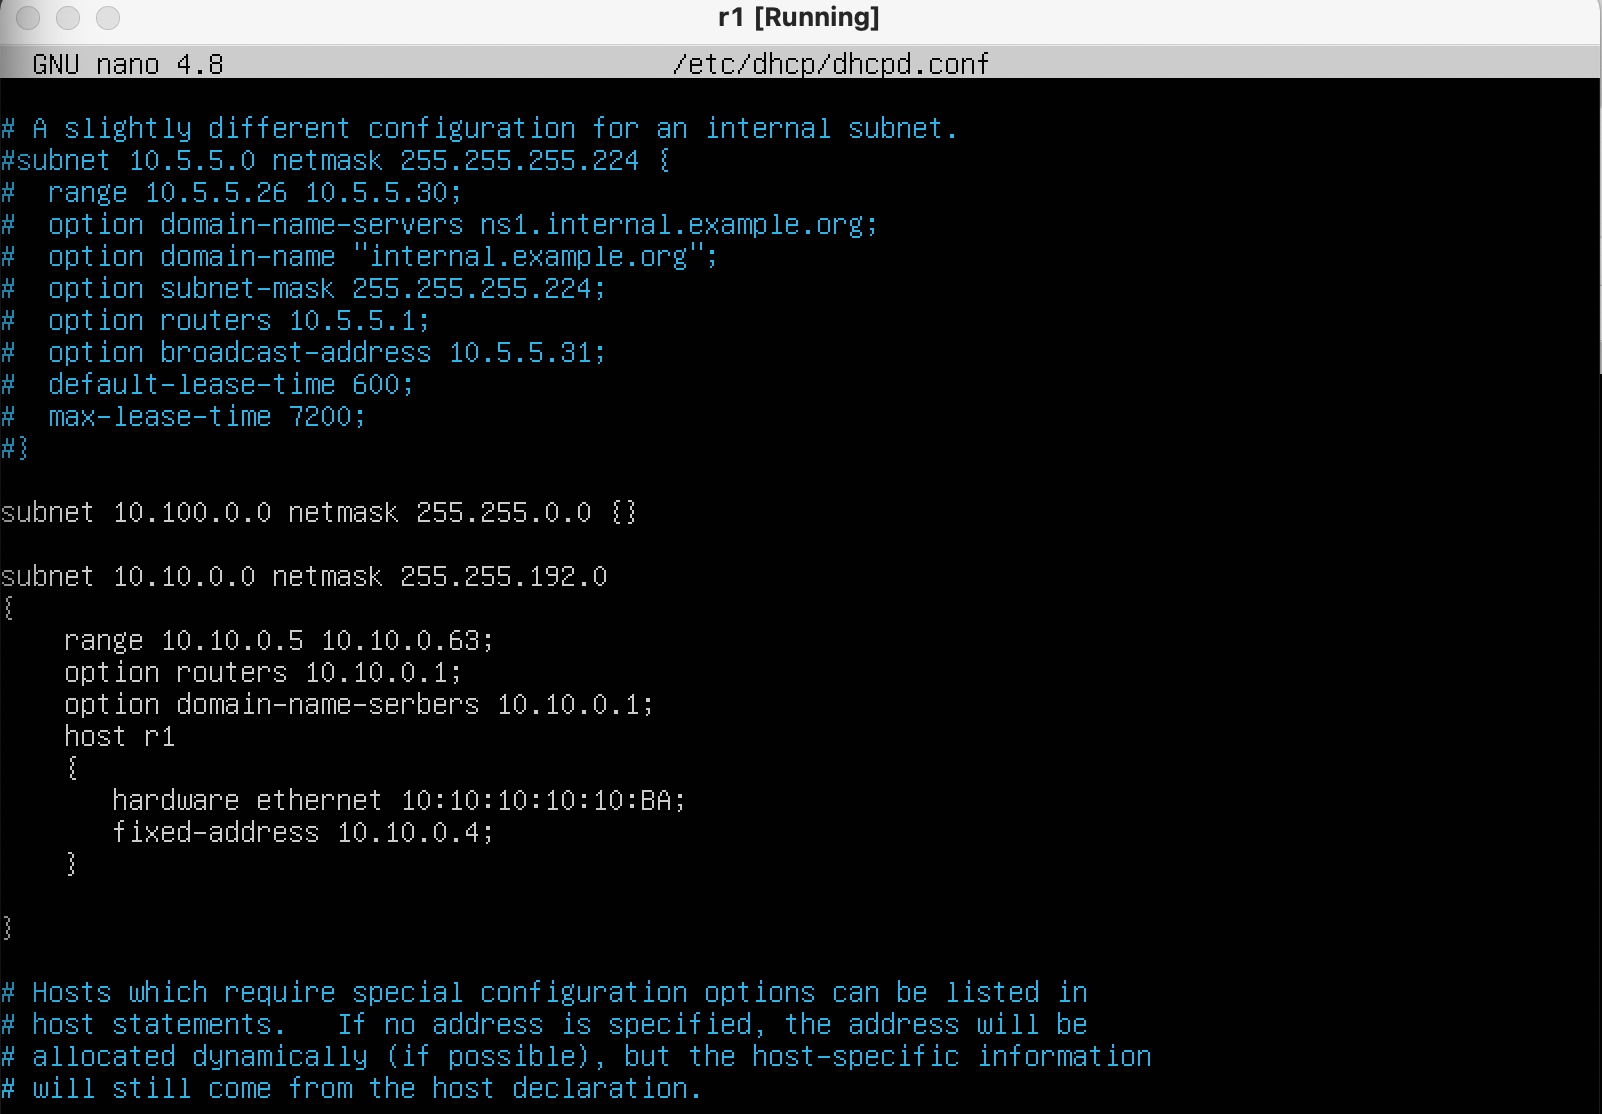 r1 [Running]
GNU nano 4.8 /etc/dhcp/dhcpd.conf
# A slightly different configuration for an internal subnet.
#subnet 10.5.5.0 netmask 255.255.255.224 {
#  range 10.5.5.26 10.5.5.30;
#  option domain-name-servers ns1.internal.example.org;
#  option domain-name "internal.example.org";
#  option subnet-mask 255.255.255.224;
#  option routers 10.5.5.1;
#  option broadcast-address 10.5.5.31;
#  default-lease-time 600;
#  max-lease-time 7200;
#}
subnet 10.100.0.0 netmask 255.255.0.0 {}
subnet 10.10.0.0 netmask 255.255.192.0
{
    range 10.10.0.5 10.10.0.63;
    option routers 10.10.0.1;
    option domain-name-serbers 10.10.0.1;
    host r1
    {
       hardware ethernet 10:10:10:10:10:BA;
       fixed-address 10.10.0.4;
    }
}
# Hosts which require special configuration options can be listed in
# host statements.   If no address is specified, the address will be
# allocated dynamically (if possible), but the host-specific information
# will still come from the host declaration.